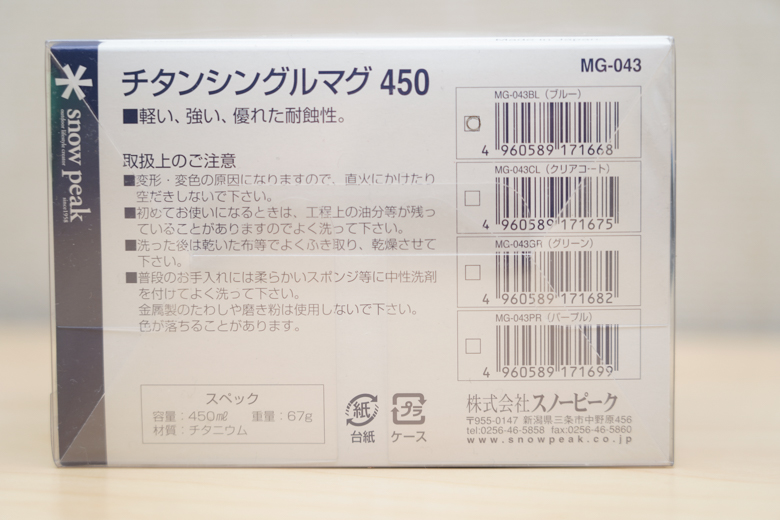 snow peak
outdoor lifestyle creator
since1958
チタンシングルマグ 450
■軽い、強い、優れた耐蝕性。
取扱上のご注意
■変形・変色の原因になりますので、直火にかけたり
空だきしないで下さい。
■初めてお使いになるときは、工程上の油分等が残っ
ていることがありますのでよく洗って下さい。
■洗った後は乾いた布等でよくふき取り、乾燥させて
下さい。
■普段のお手入れには柔らかいスポンジ等に中性洗剤
を付けてよく洗って下さい。
金属製のたわしや磨き粉は使用しないで下さい。
色が落ちることがあります。
スペック
容量：450㎖ 重量：67g
材質：チタニウム
紙
台紙
プラ
ケース
MG-043
MG-043BL（ブルー）
4 960589 171668
MG-043CL（クリアコート）
4 960589 171675
MG-043GR（グリーン）
4 960589 171682
MG-043PR（パープル）
4 960589 171699
株式会社スノーピーク
〒955-0147 新潟県三条市中野原456
tel:0256-46-5858 fax:0256-46-5860
www.snowpeak.co.jp